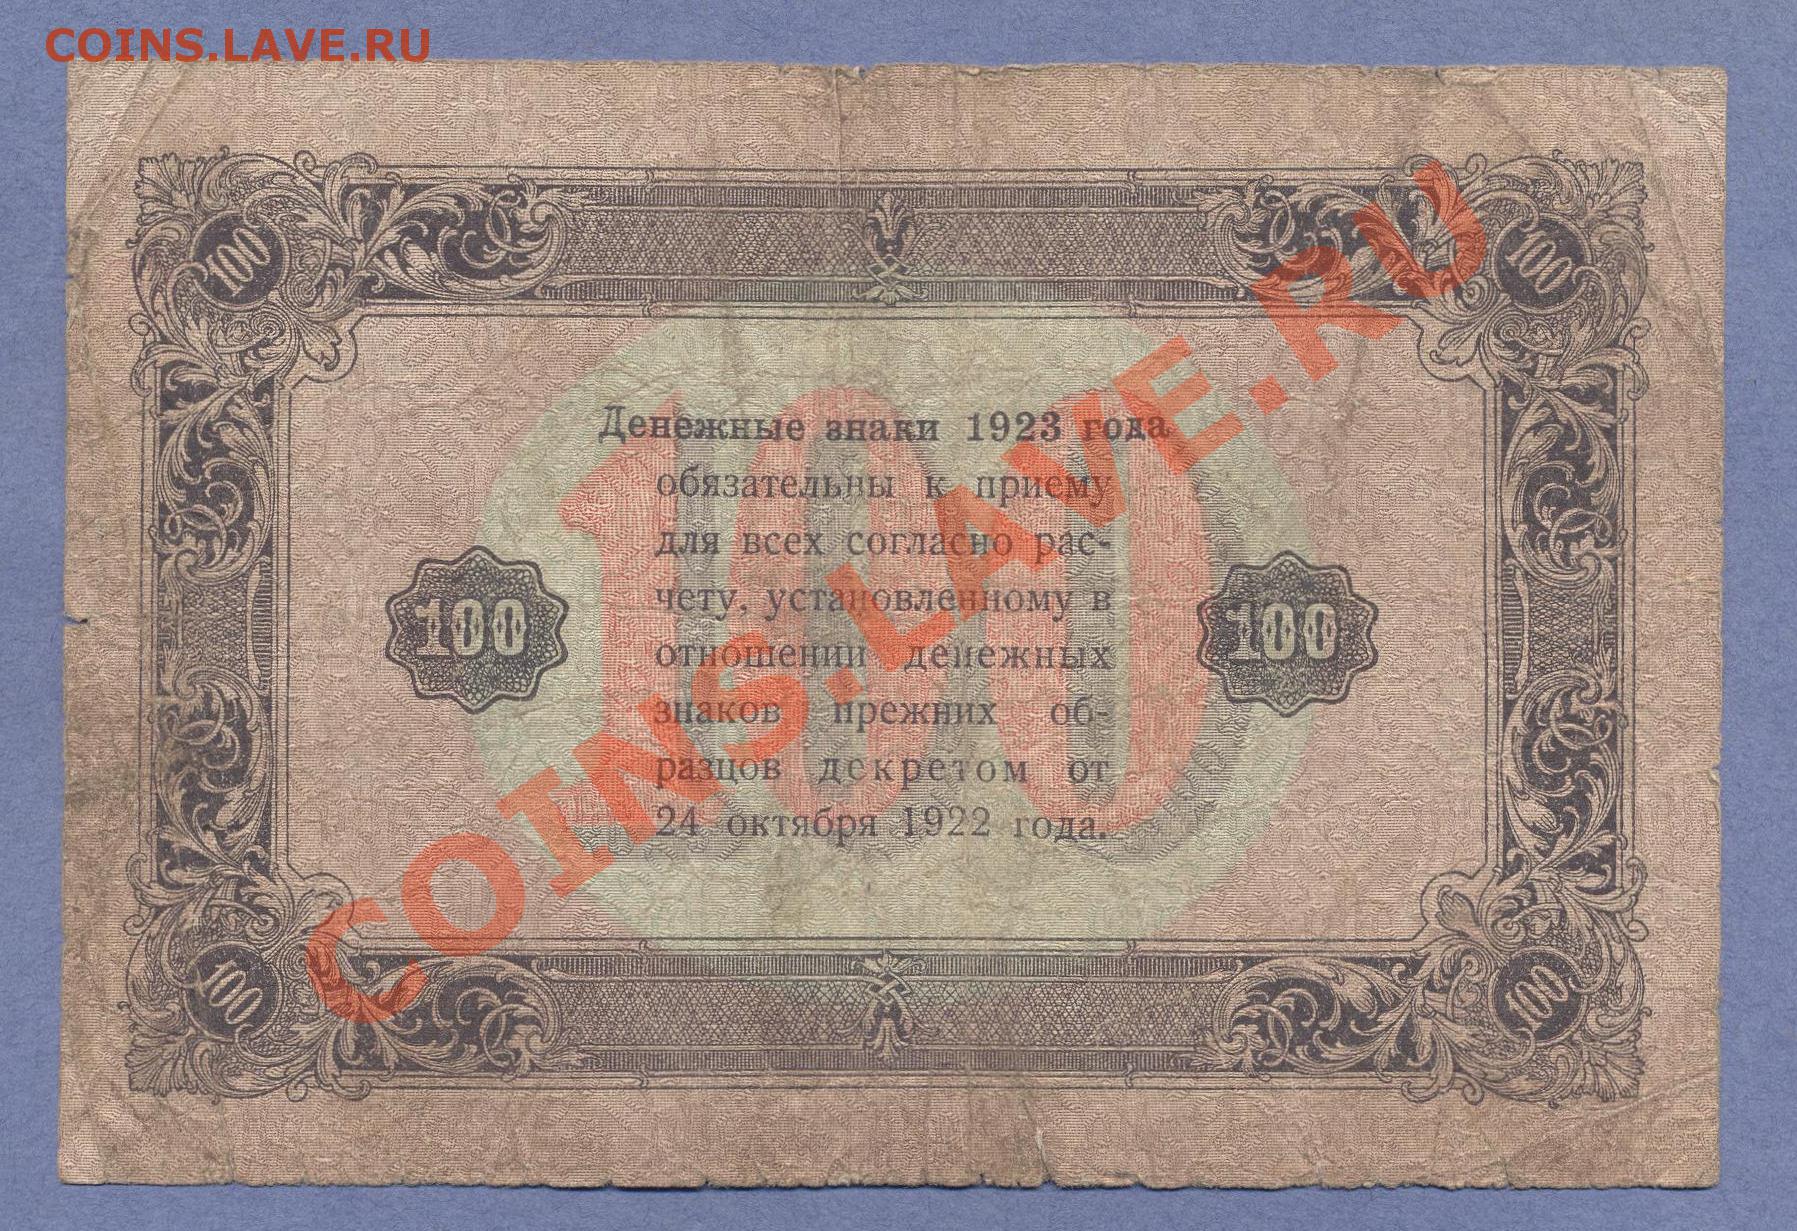 COINS.LAVE.RU
100 100
100
Денежные знаки 1923 года
обязательны к приему
для всех согласно рас-
чету, установленному в
отношении денежных
знаков прежних об-
разцов декретом от
24 октября 1922 года.
100 100
100 100
COINS.LAVE.RU